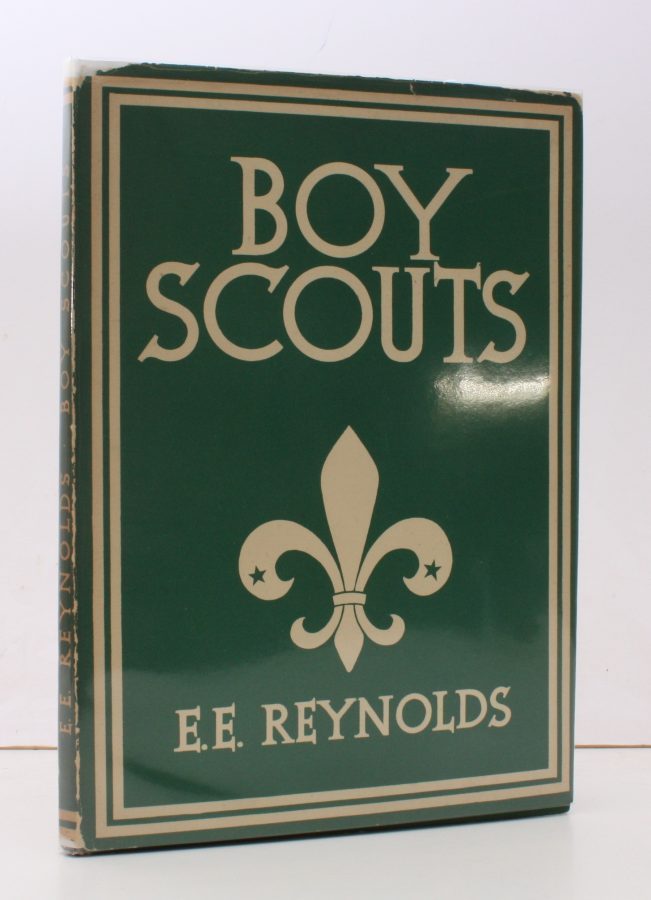 BOY
SCOUTS
E.E. REYNOLDS
E. E. REYNOLDS BOY SCOUTS